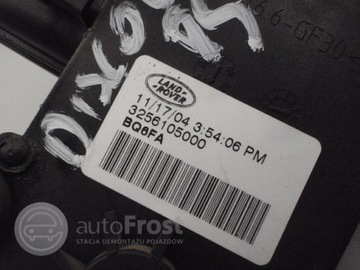 LAND
ROVER
11/17/04 3:54:06 PM
3256105000
BQ6FA
autoFrost
STACJA DEMONTAŻU POJAZDÓW